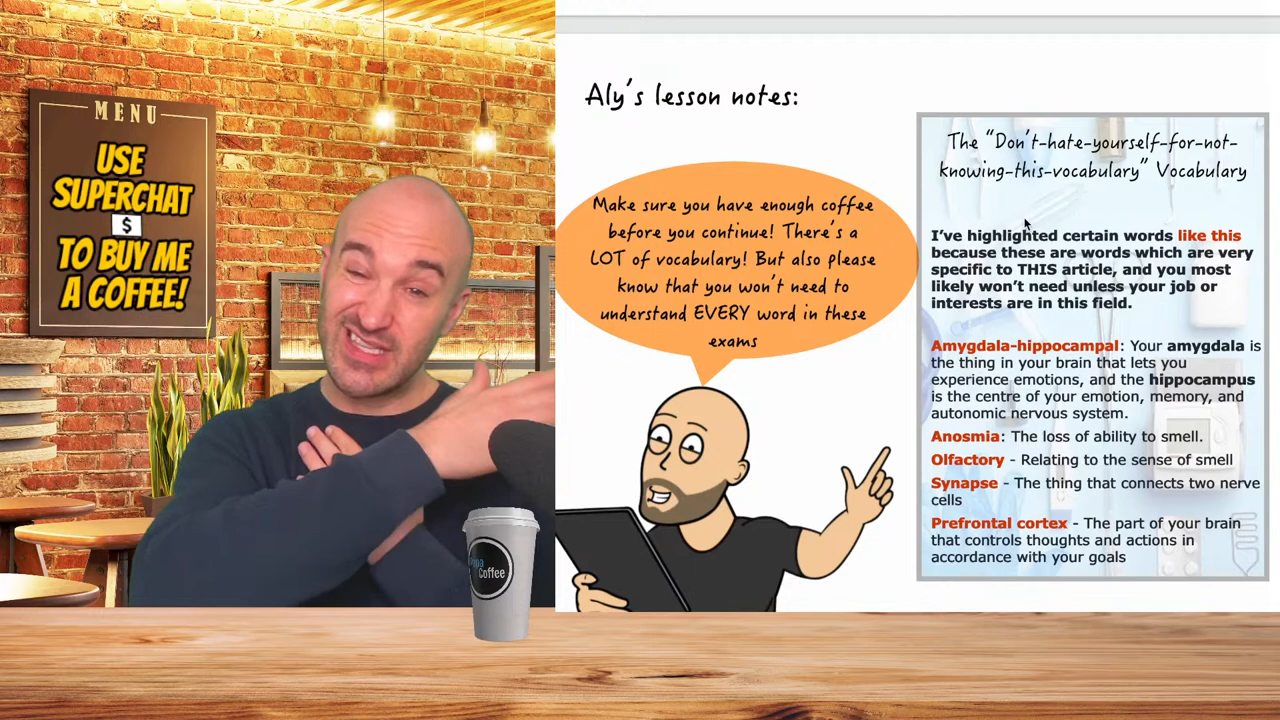 MENU
USE
SUPERCHAT
$
TO BUY ME
A COFFEE!
Coffee
Aly's lesson notes:
Make sure you have enough coffee
before you continue! There's a
LOT of vocabulary! But also please
know that you won't need to
understand EVERY word in these
exams
The "Don't-hate-yourself-for-not-
knowing-this-vocabulary" Vocabulary
I've highlighted certain words like this
because these are words which are very
specific to THIS article, and you most
likely won't need unless your job or
interests are in this field.
Amygdala-hippocampal: Your amygdala is
the thing in your brain that lets you
experience emotions, and the hippocampus
is the centre of your emotion, memory, and
autonomic nervous system.
Anosmia: The loss of ability to smell.
Olfactory - Relating to the sense of smell
Synapse - The thing that connects two nerve
cells
Prefrontal cortex - The part of your brain
that controls thoughts and actions in
accordance with your goals